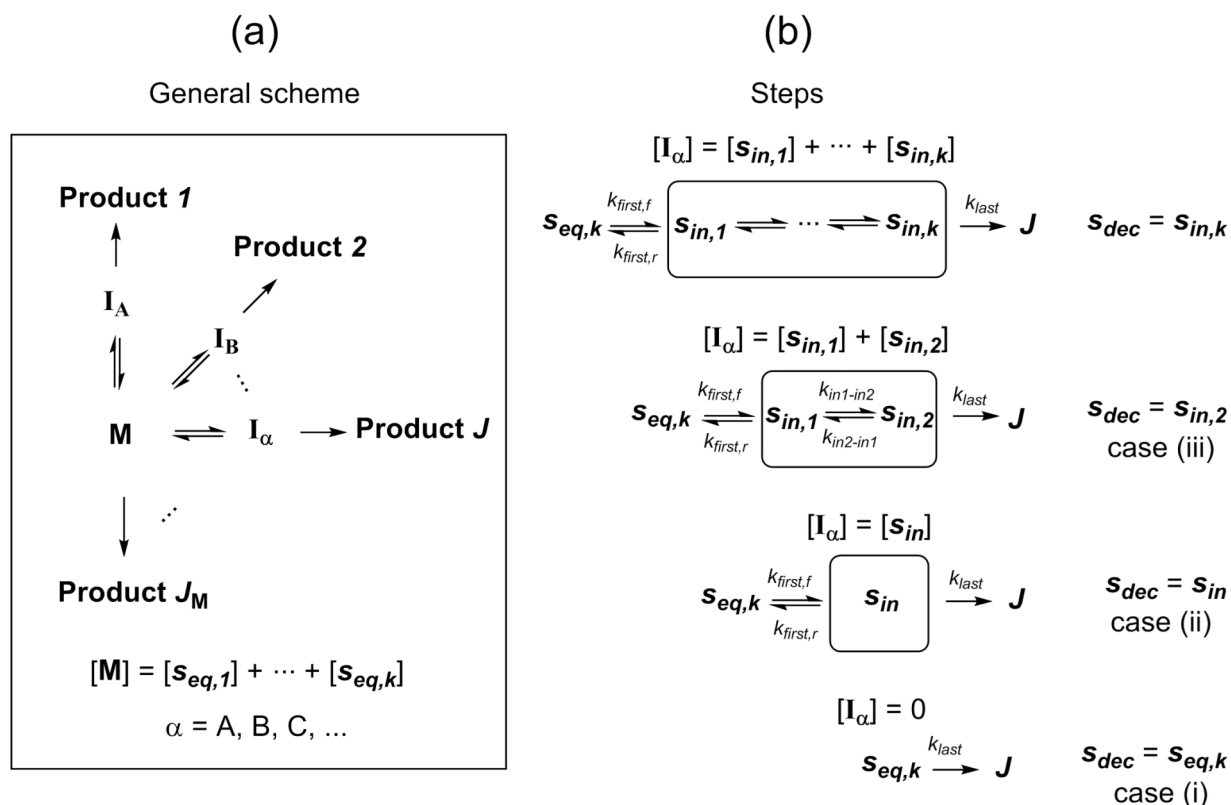 (a)
General scheme
Product 1
Product 2
I_A
I_B
⋱
M
I_α
Product J
⋰
Product J_M
[M] = [s_eq,1] + ⋯ + [s_eq,k]
α = A, B, C, ...
(b)
Steps
[I_α] = [s_in,1] + ⋯ + [s_in,k]
k_first,f
k_last
s_eq,k ⇌ s_in,1 ⇌ ⋯ ⇌ s_in,k → J s_dec = s_in,k
k_first,r
[I_α] = [s_in,1] + [s_in,2]
k_first,f k_in1-in2 k_last
s_eq,k ⇌ s_in,1 ⇌ s_in,2 → J s_dec = s_in,2
k_first,r k_in2-in1 case (iii)
[I_α] = [s_in]
k_first,f k_last
s_eq,k ⇌ s_in → J s_dec = s_in
k_first,r case (ii)
[I_α] = 0
k_last
s_eq,k → J s_dec = s_eq,k
case (i)